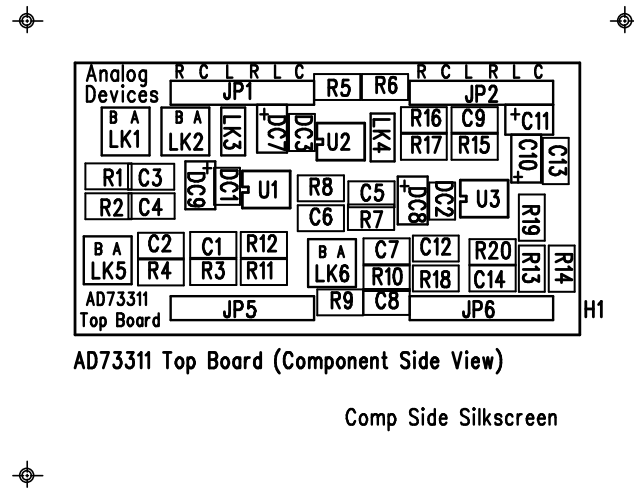 Analog R C L R L C R5 R6 R C L R L C
Devices JP1 JP2
B A B A LK3 DC7 DC3 U2 LK4 R16 C9 +C11
LK1 LK2 R17 R15 C10 C13
R1 C3 DC9 DC1 U1 R8 C5 DC8 DC2 U3
R2 C4 C6 R7 R19
B A C2 C1 R12 B A C7 C12 R20 R13 R14
LK5 R4 R3 R11 LK6 R10 R18 C14
AD73311 JP5 R9 C8 JP6 H1
Top Board
AD73311 Top Board (Component Side View)
Comp Side Silkscreen